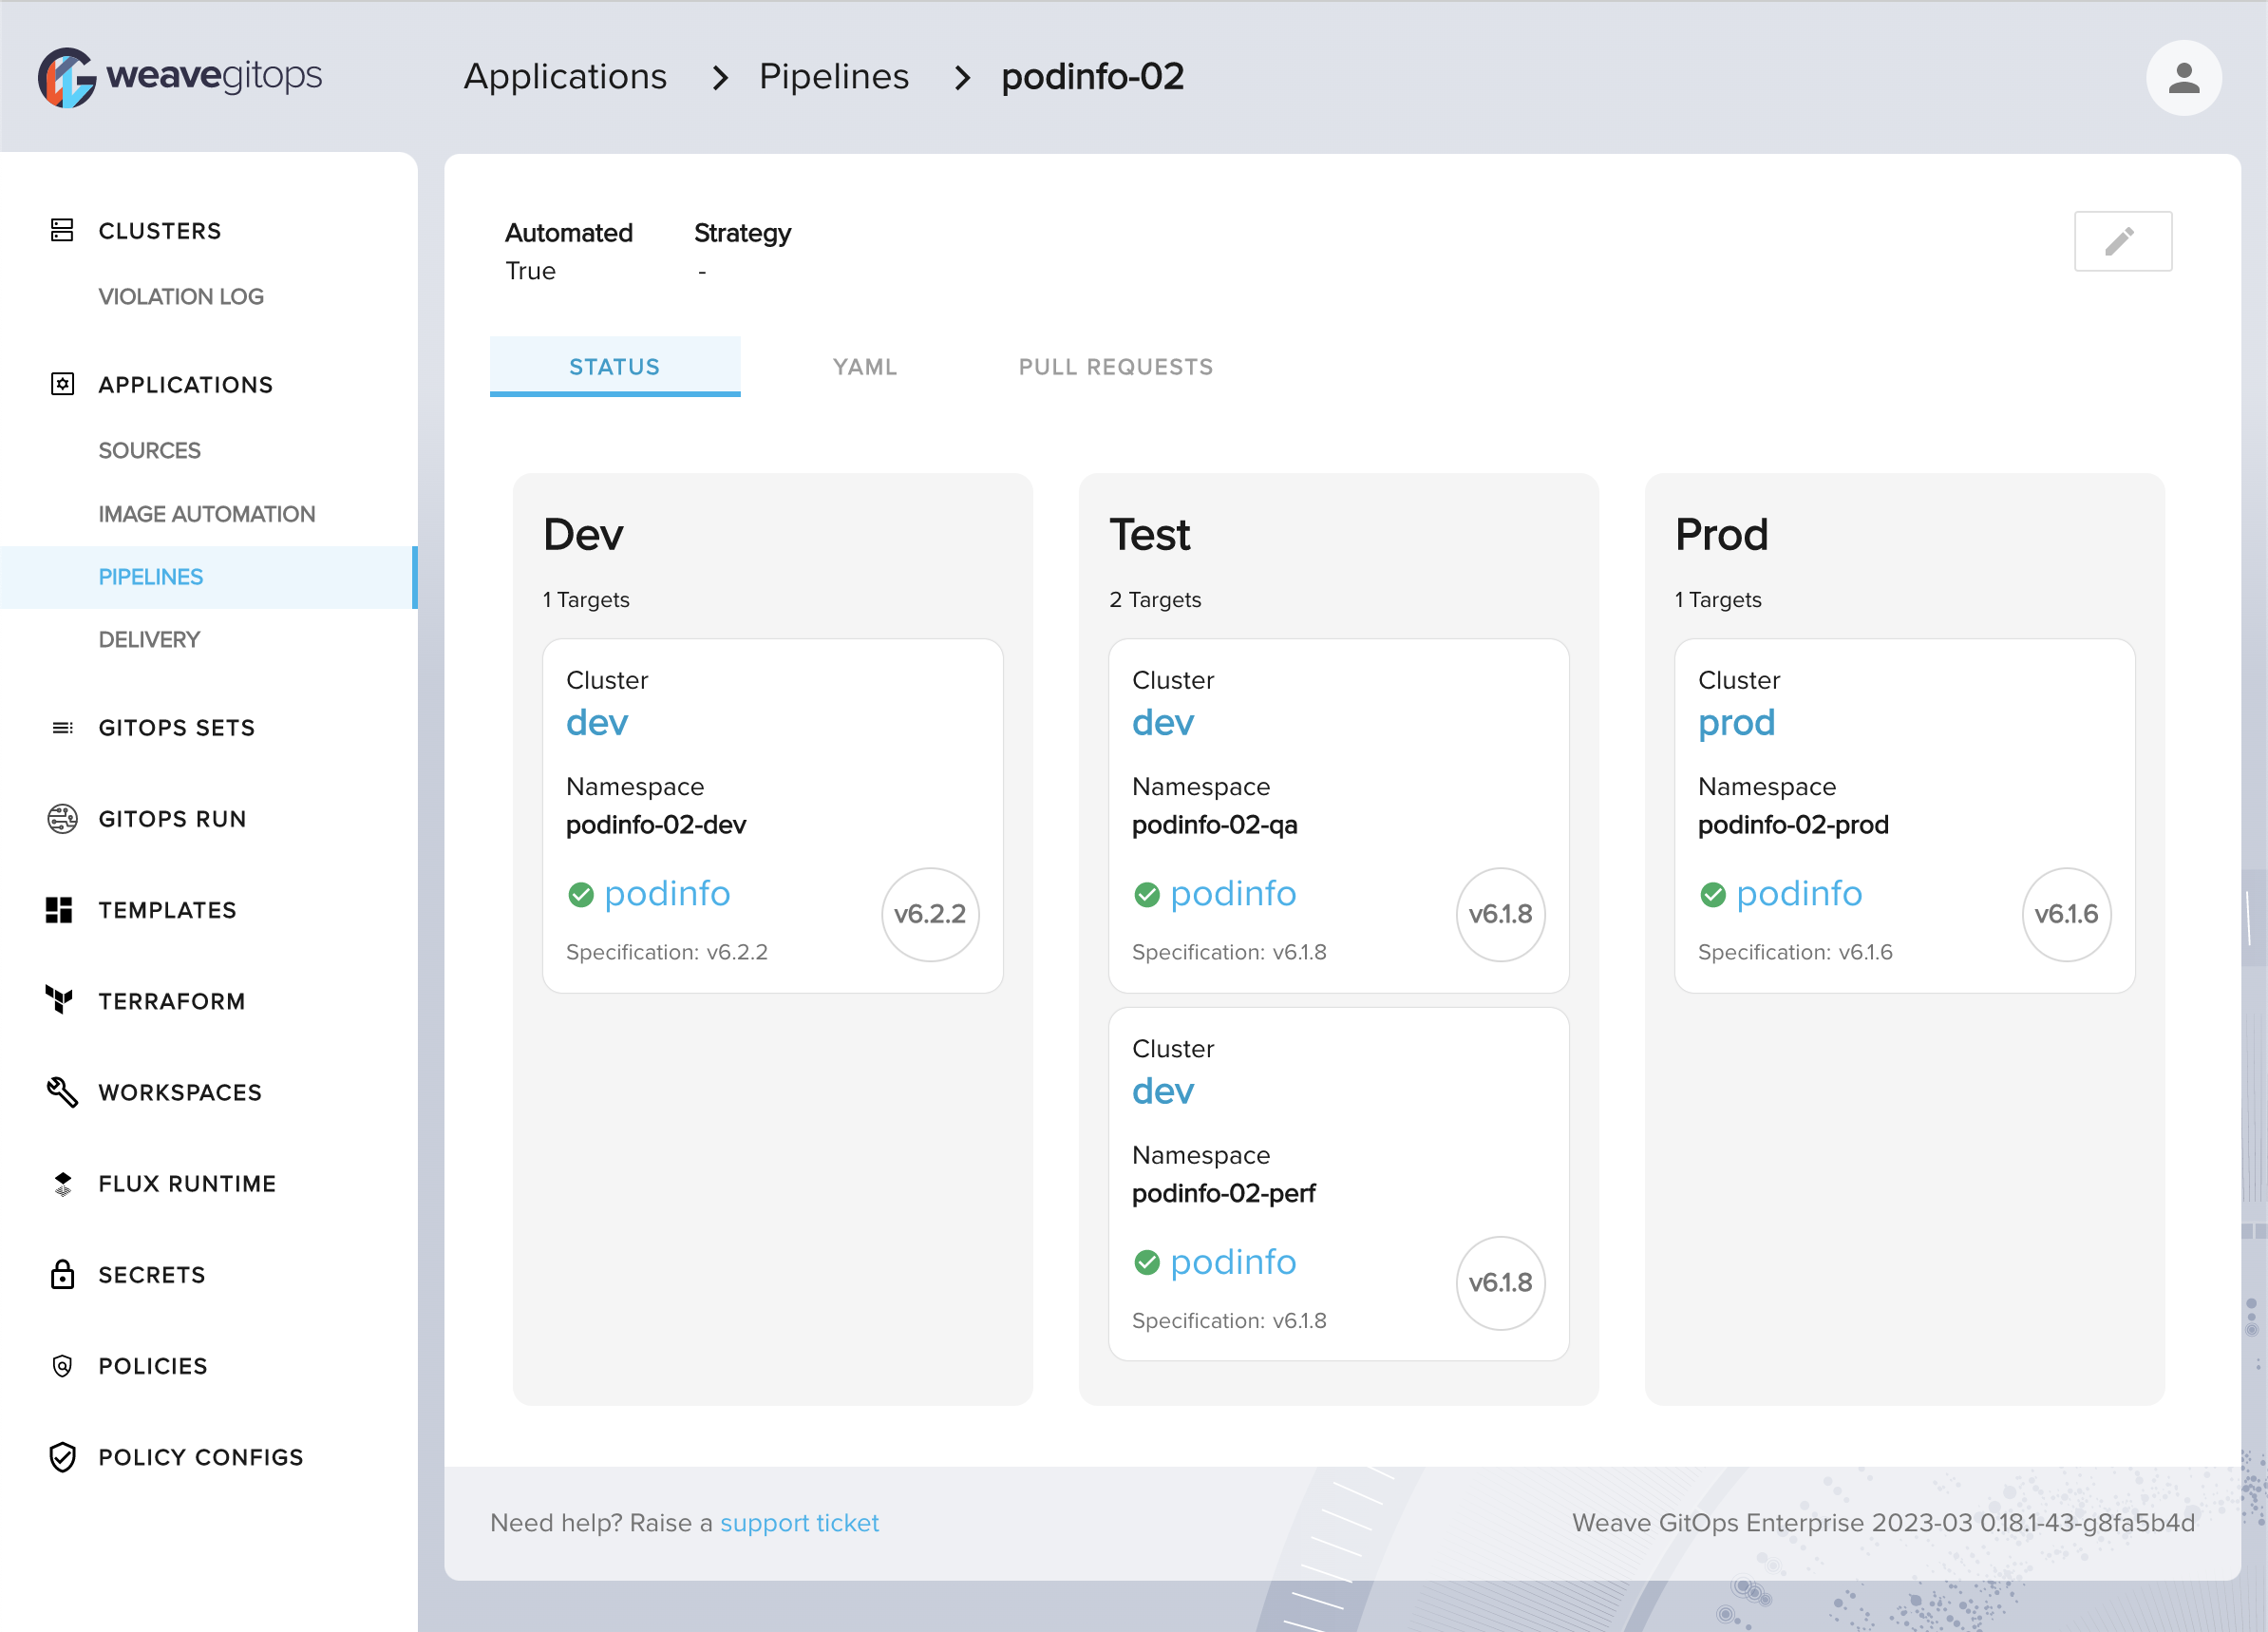 weavegitops
Applications > Pipelines > podinfo-02
CLUSTERS
VIOLATION LOG
APPLICATIONS
SOURCES
IMAGE AUTOMATION
PIPELINES
DELIVERY
GITOPS SETS
GITOPS RUN
TEMPLATES
TERRAFORM
WORKSPACES
FLUX RUNTIME
SECRETS
POLICIES
POLICY CONFIGS
Automated Strategy
True -
STATUS YAML PULL REQUESTS
Dev
1 Targets
Cluster
dev
Namespace
podinfo-02-dev
podinfo
v6.2.2
Specification: v6.2.2
Test
2 Targets
Cluster
dev
Namespace
podinfo-02-qa
podinfo
v6.1.8
Specification: v6.1.8
Cluster
dev
Namespace
podinfo-02-perf
podinfo
v6.1.8
Specification: v6.1.8
Prod
1 Targets
Cluster
prod
Namespace
podinfo-02-prod
podinfo
v6.1.6
Specification: v6.1.6
Need help? Raise a support ticket
Weave GitOps Enterprise 2023-03 0.18.1-43-g8fa5b4d